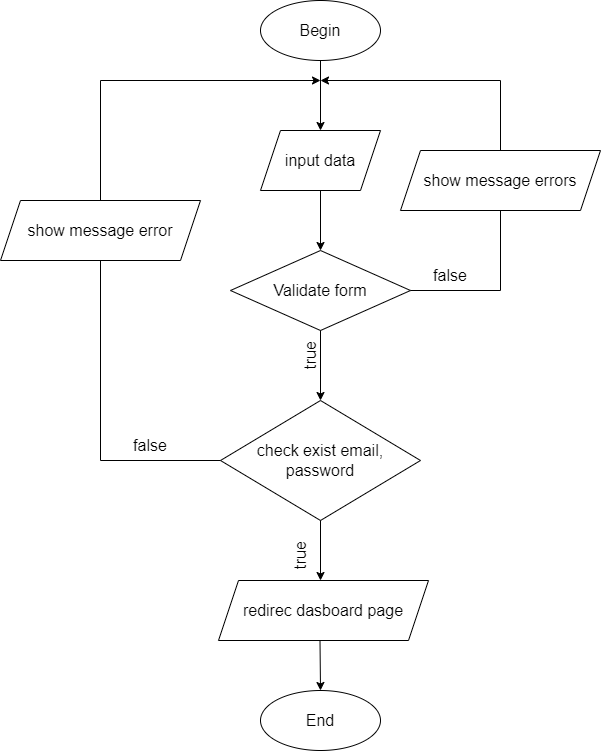 Begin
input data
show message errors
show message error
Validate form
false
true
false
check exist email,
password
true
redirec dasboard page
End